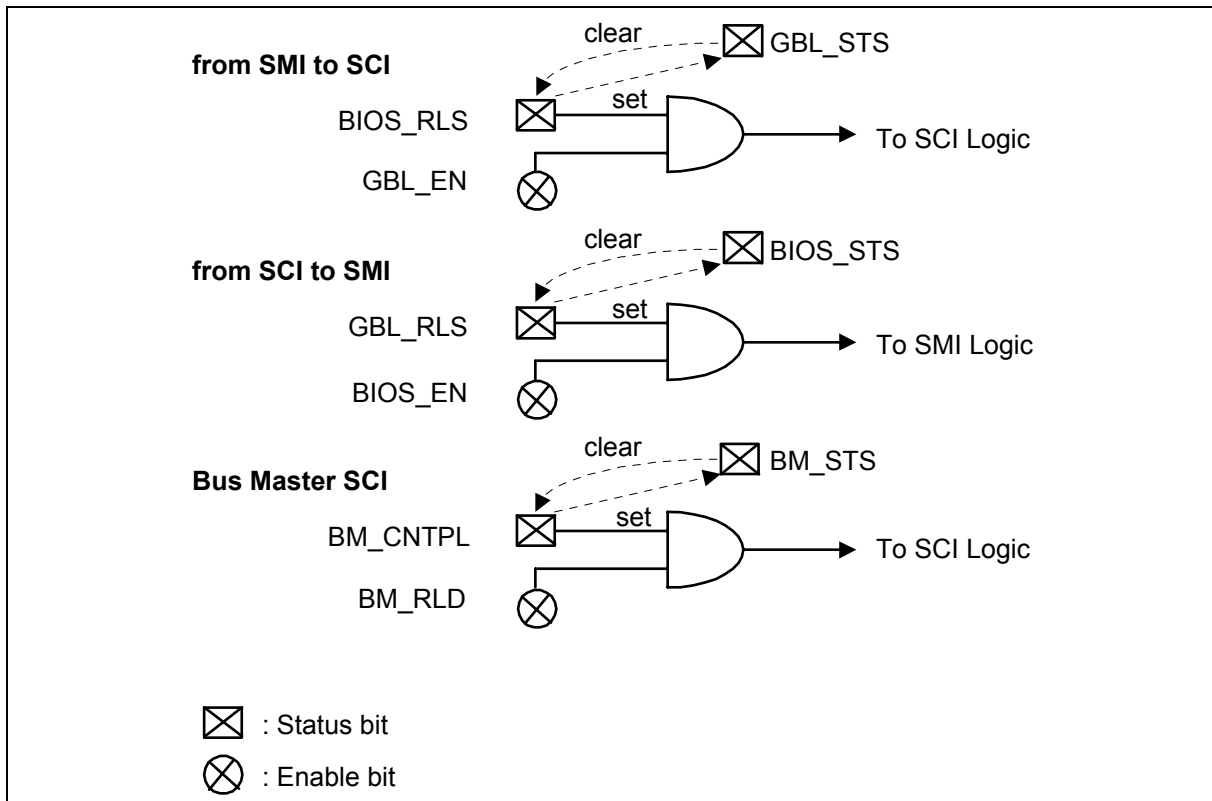 clear
GBL_STS
from SMI to SCI
set
BIOS_RLS
To SCI Logic
GBL_EN
clear
BIOS_STS
from SCI to SMI
set
GBL_RLS
To SMI Logic
BIOS_EN
clear
BM_STS
Bus Master SCI
set
BM_CNTPL
To SCI Logic
BM_RLD
: Status bit
: Enable bit